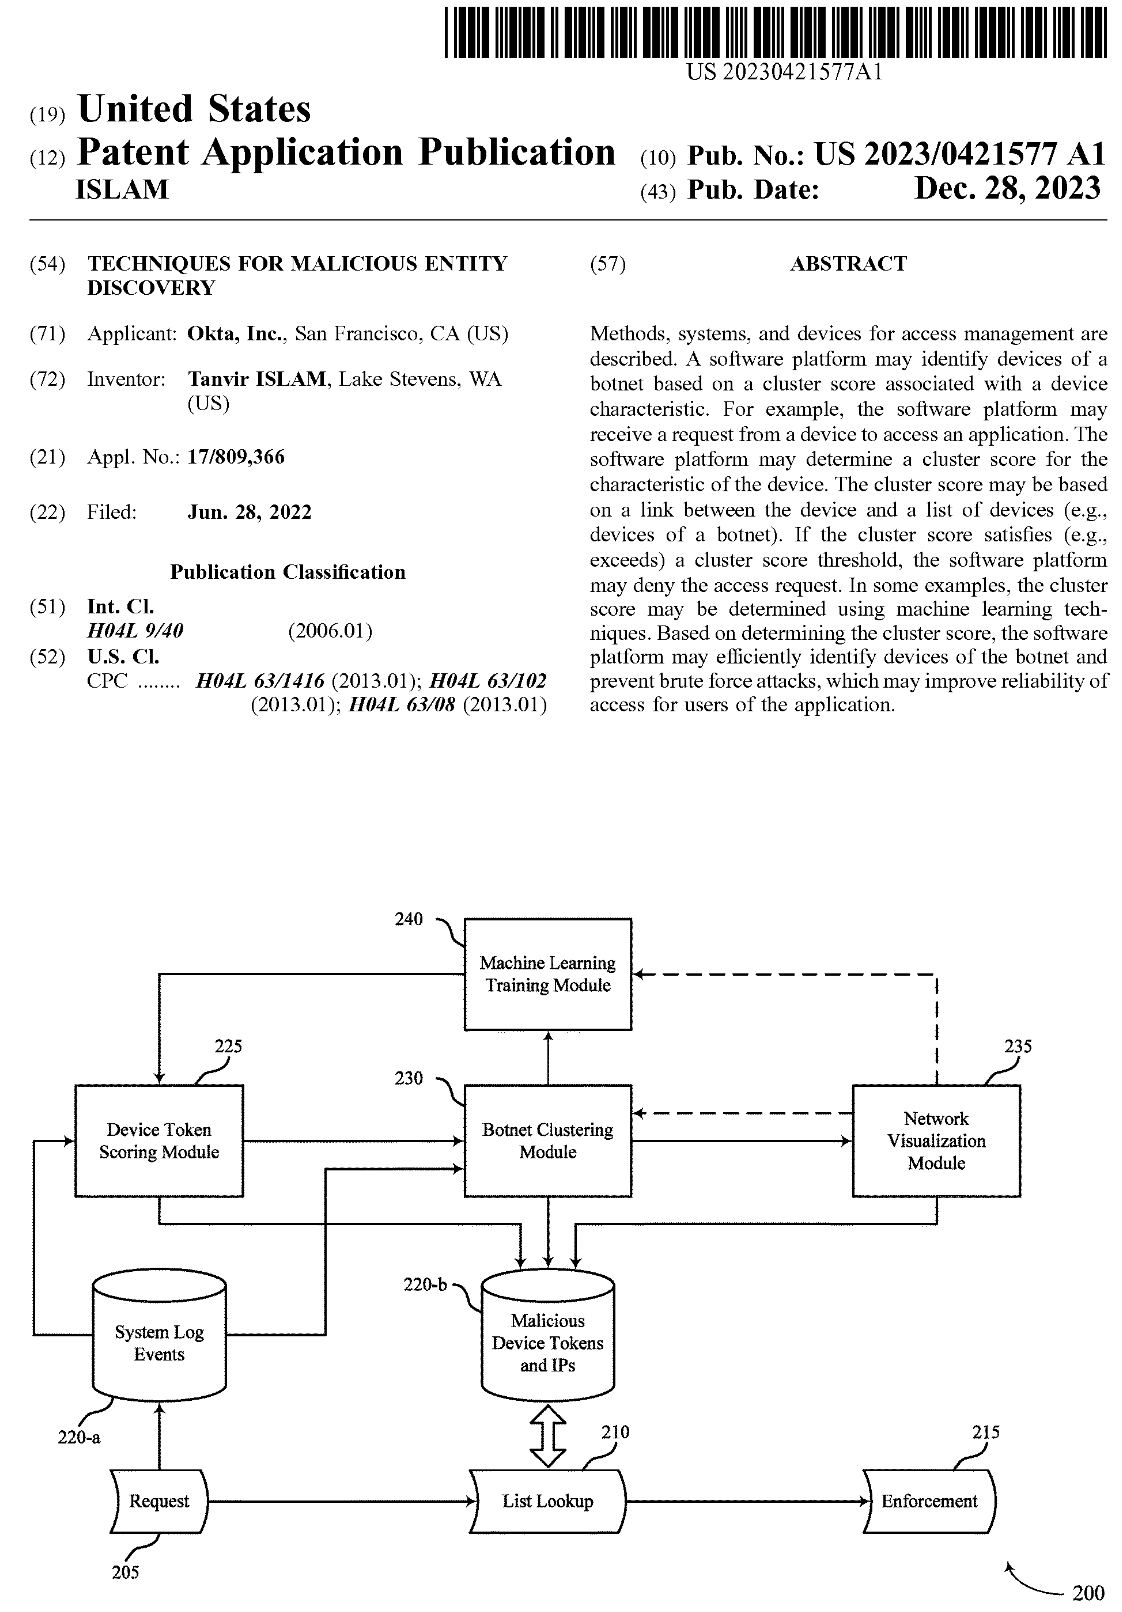 US 20230421577A1
(19) United States
(12) Patent Application Publication
ISLAM
(10) Pub. No.: US 2023/0421577 A1
(43) Pub. Date: Dec. 28, 2023
(54) TECHNIQUES FOR MALICIOUS ENTITY
DISCOVERY
(71) Applicant: Okta, Inc., San Francisco, CA (US)
(72) Inventor: Tanvir ISLAM, Lake Stevens, WA
(US)
(21) Appl. No.: 17/809,366
(22) Filed: Jun. 28, 2022
Publication Classification
(51) Int. Cl.
H04L 9/40 (2006.01)
(52) U.S. Cl.
CPC ........ H04L 63/1416 (2013.01); H04L 63/102
(2013.01); H04L 63/08 (2013.01)
(57) ABSTRACT
Methods, systems, and devices for access management are
described. A software platform may identify devices of a
botnet based on a cluster score associated with a device
characteristic. For example, the software platform may
receive a request from a device to access an application. The
software platform may determine a cluster score for the
characteristic of the device. The cluster score may be based
on a link between the device and a list of devices (e.g.,
devices of a botnet). If the cluster score satisfies (e.g.,
exceeds) a cluster score threshold, the software platform
may deny the access request. In some examples, the cluster
score may be determined using machine learning tech-
niques. Based on determining the cluster score, the software
platform may efficiently identify devices of the botnet and
prevent brute force attacks, which may improve reliability of
access for users of the application.
240
Machine Learning
Training Module
225
Device Token
Scoring Module
230
Botnet Clustering
Module
235
Network
Visualization
Module
System Log
Events
220-a
220-b
Malicious
Device Tokens
and IPs
Request
205
210
List Lookup
215
Enforcement
200